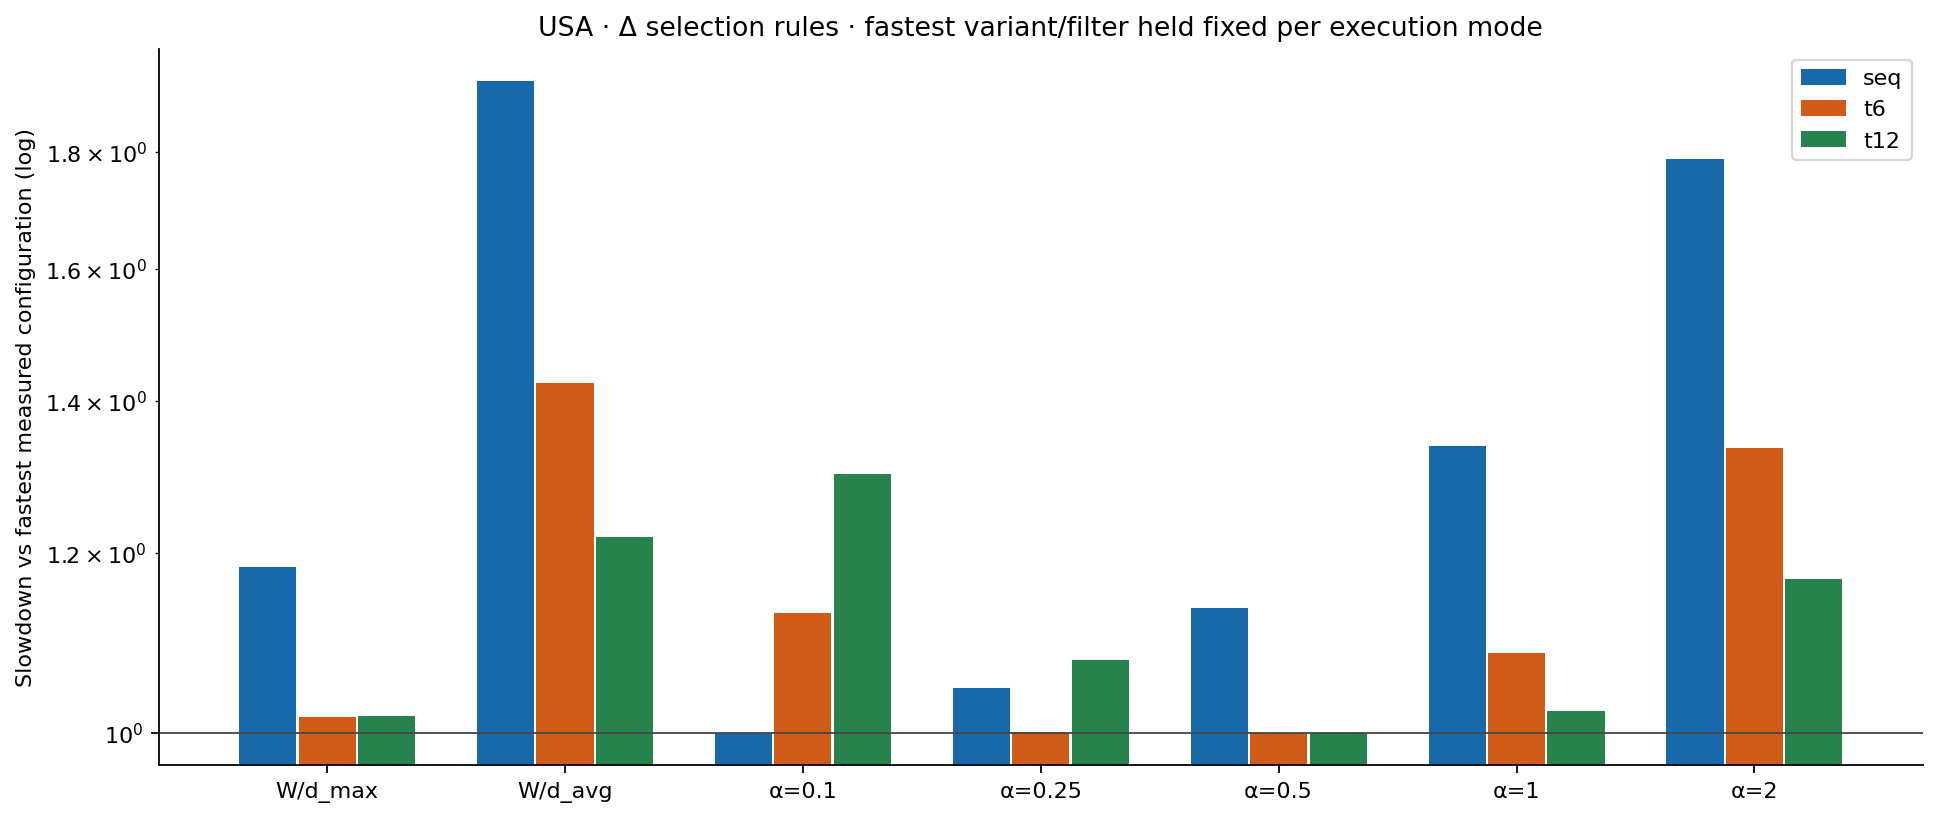 USA · Δ selection rules · fastest variant/filter held fixed per execution mode
Slowdown vs fastest measured configuration (log)
1.8 × 10⁰
1.6 × 10⁰
1.4 × 10⁰
1.2 × 10⁰
10⁰
seq
t6
t12
W/d_max
W/d_avg
α=0.1
α=0.25
α=0.5
α=1
α=2